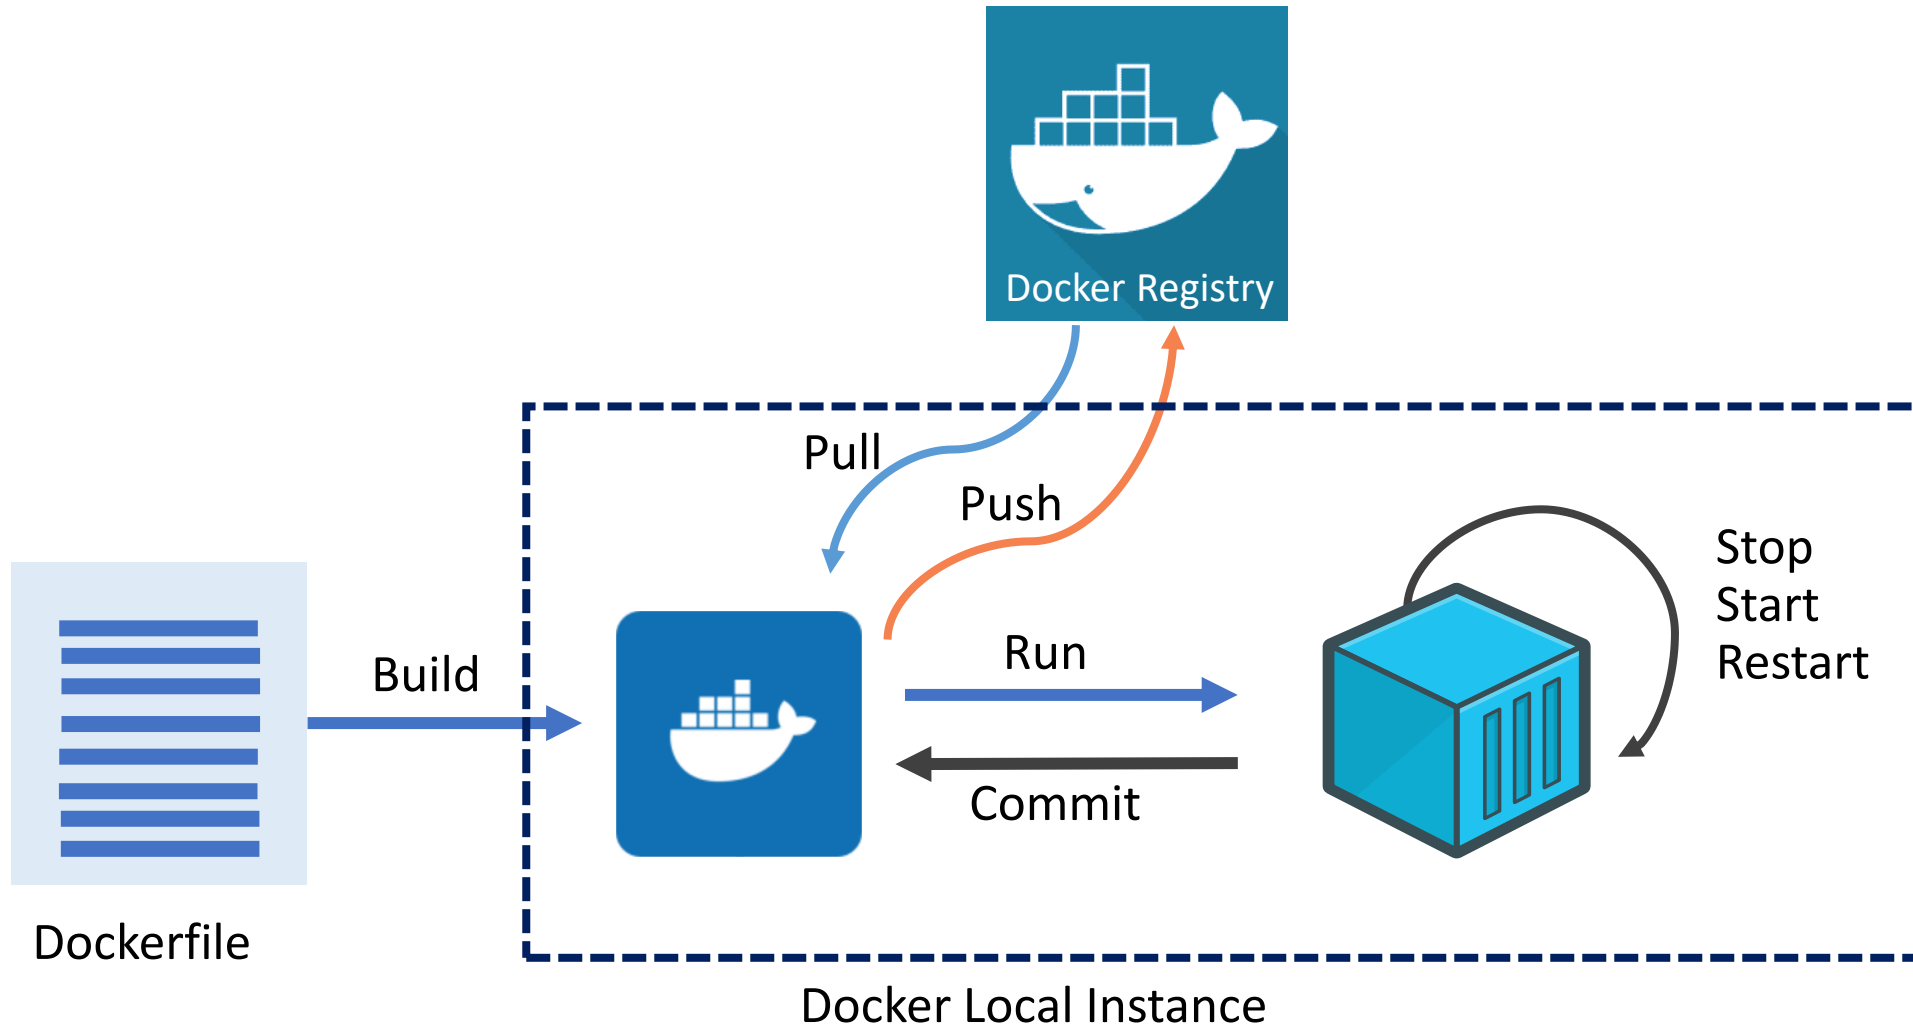 Docker Registry
Pull
Push
Stop
Start
Restart
Build
Run
Commit
Dockerfile
Docker Local Instance